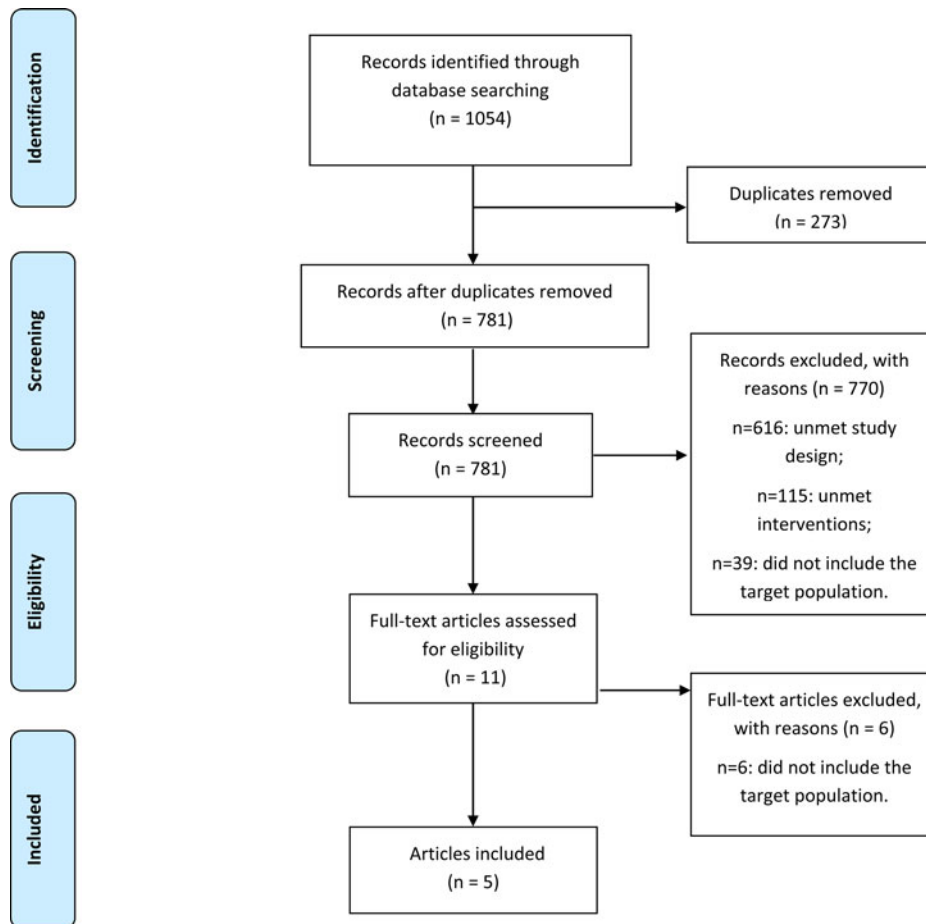 Identification
Records identified through
database searching
(n = 1054)
Duplicates removed
(n = 273)
Screening
Records after duplicates removed
(n = 781)
Records screened
(n = 781)
Records excluded, with
reasons (n = 770)
n=616: unmet study
design;
n=115: unmet
interventions;
n=39: did not include the
target population.
Eligibility
Full-text articles assessed
for eligibility
(n = 11)
Full-text articles excluded,
with reasons (n = 6)
n=6: did not include the
target population.
Included
Articles included
(n = 5)